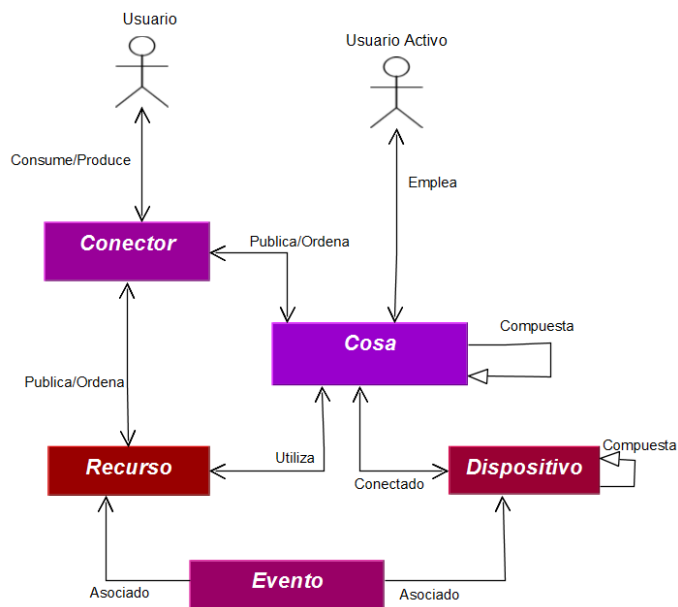 Usuario
Usuario Activo
Consume/Produce
Emplea
Conector
Publica/Ordena
Compuesta
Cosa
Publica/Ordena
Compuesta
Recurso
Utiliza
Dispositivo
Conectado
Evento
Asociado
Asociado